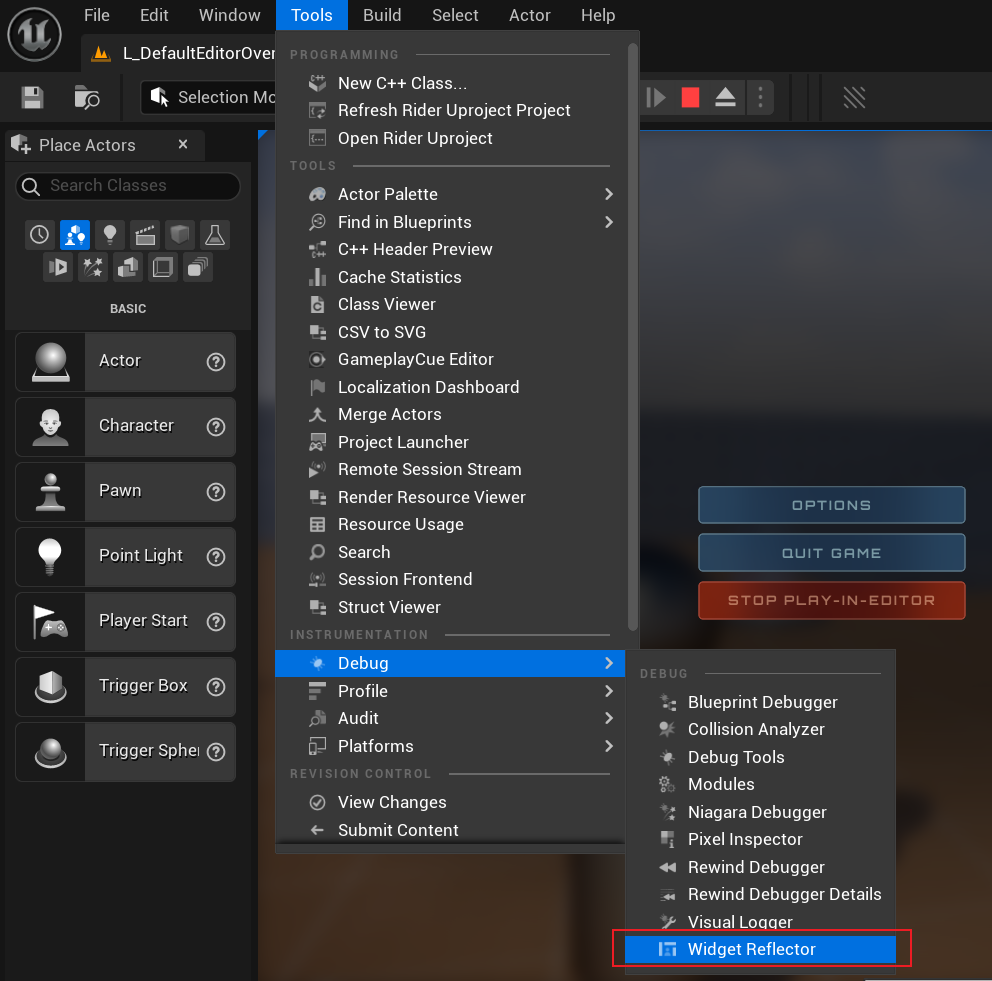 File Edit Window Tools Build Select Actor Help
L_DefaultEditorOver
Selection Mo
Place Actors
Search Classes
BASIC
Actor
Character
Pawn
Point Light
Player Start
Trigger Box
Trigger Spher
PROGRAMMING
New C++ Class...
Refresh Rider Uproject Project
Open Rider Uproject
TOOLS
Actor Palette
Find in Blueprints
C++ Header Preview
Cache Statistics
Class Viewer
CSV to SVG
GameplayCue Editor
Localization Dashboard
Merge Actors
Project Launcher
Remote Session Stream
Render Resource Viewer
Resource Usage
Search
Session Frontend
Struct Viewer
INSTRUMENTATION
Debug
Profile
Audit
Platforms
REVISION CONTROL
View Changes
Submit Content
OPTIONS
QUIT GAME
STOP PLAY-IN-EDITOR
DEBUG
Blueprint Debugger
Collision Analyzer
Debug Tools
Modules
Niagara Debugger
Pixel Inspector
Rewind Debugger
Rewind Debugger Details
Visual Logger
Widget Reflector